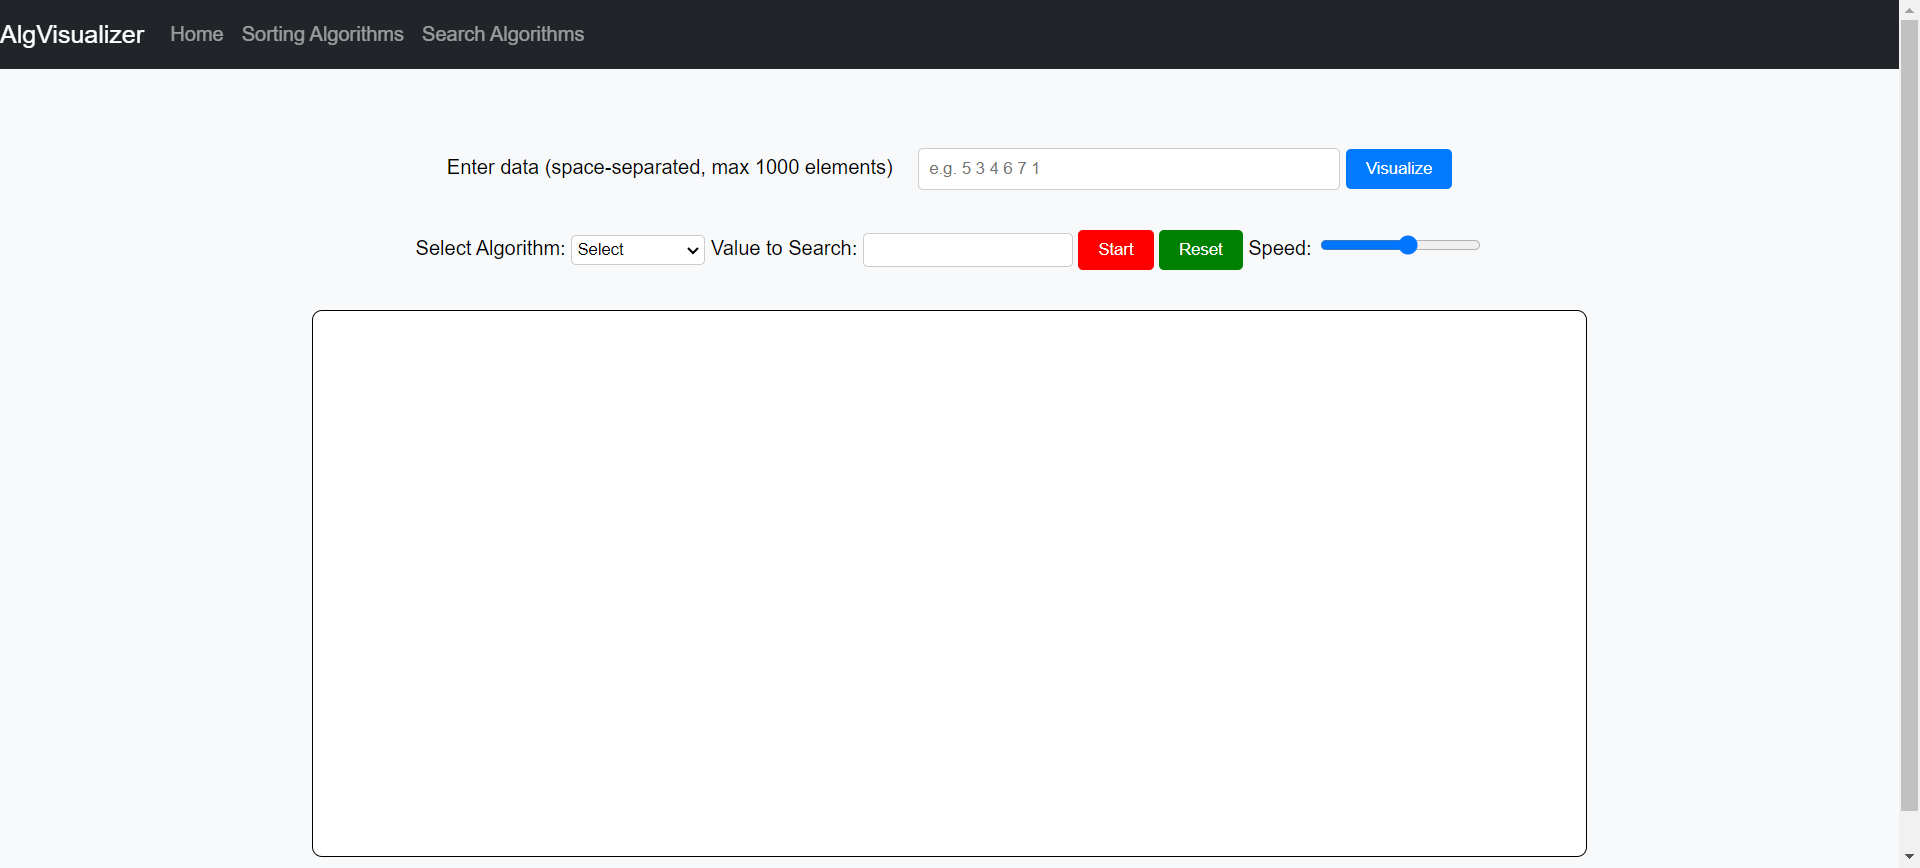 AlgVisualizer Home Sorting Algorithms Search Algorithms
Enter data (space-separated, max 1000 elements) e.g. 5 3 4 6 7 1 Visualize
Select Algorithm: Select Value to Search: Start Reset Speed: